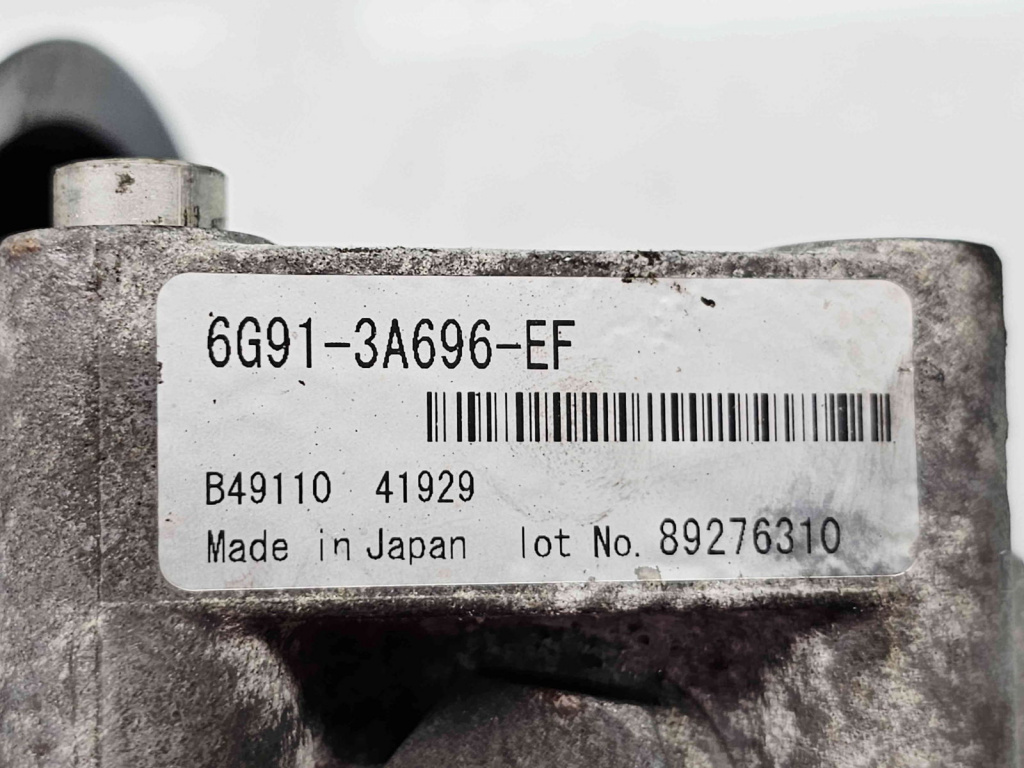 6G91-3A696-EF
B49110 41929
Made in Japan lot No. 89276310